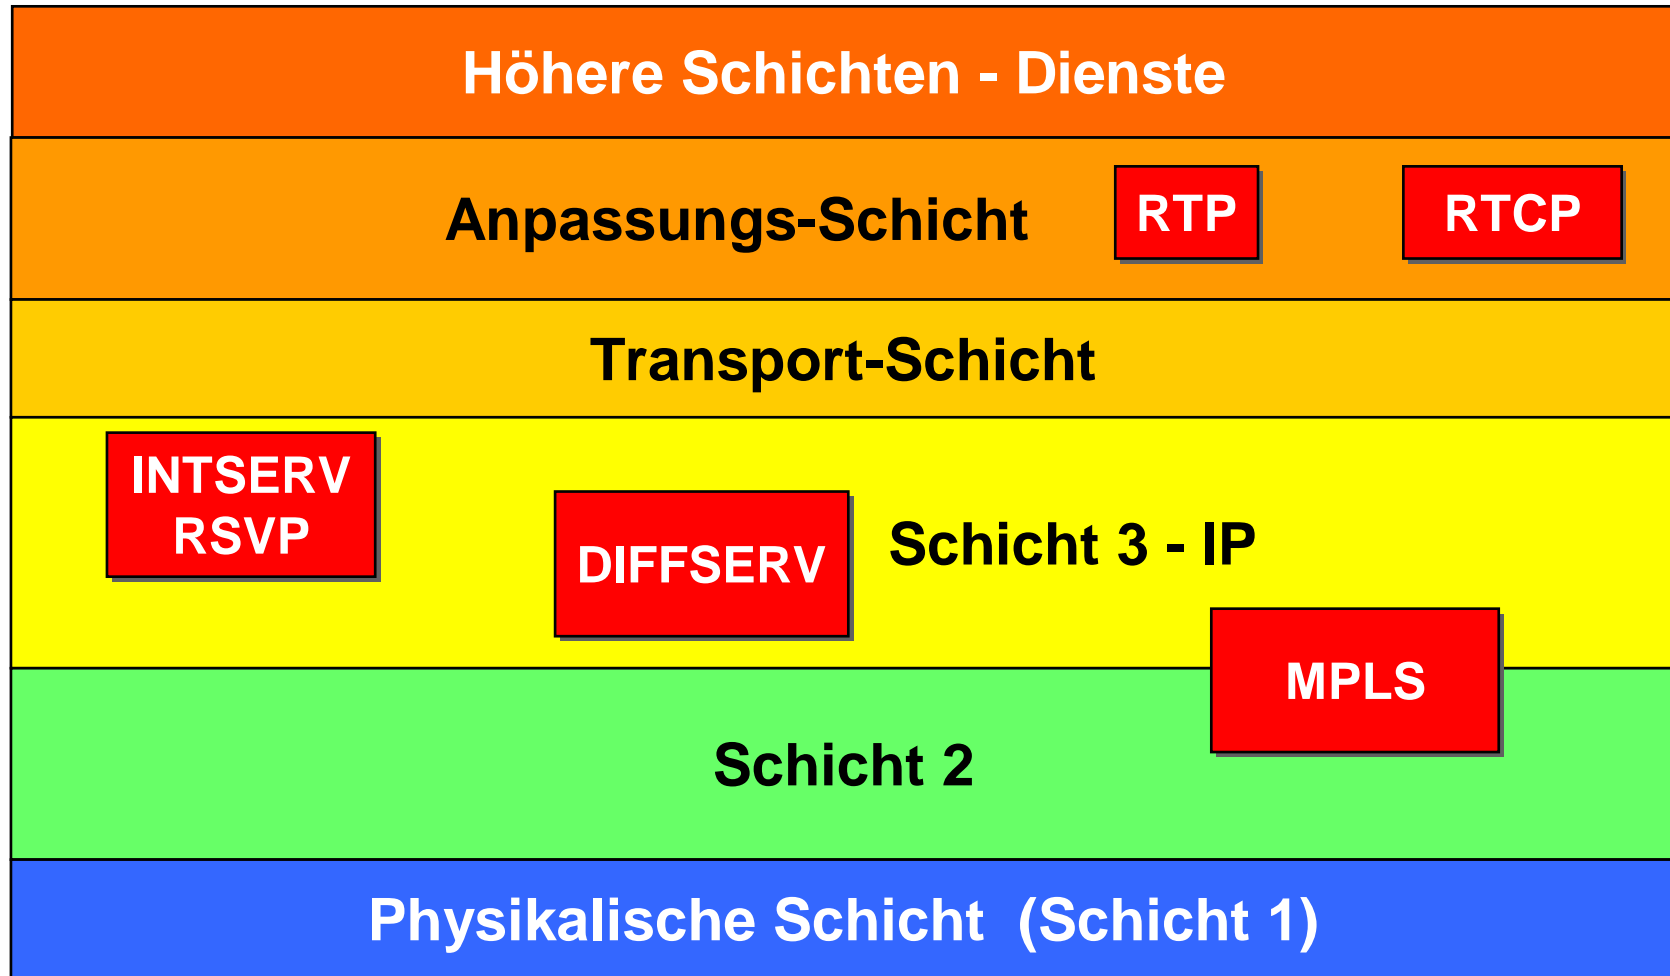 Höhere Schichten - Dienste
Anpassungs-Schicht
RTP
RTCP
Transport-Schicht
INTSERV
RSVP
DIFFSERV
Schicht 3 - IP
MPLS
Schicht 2
Physikalische Schicht (Schicht 1)